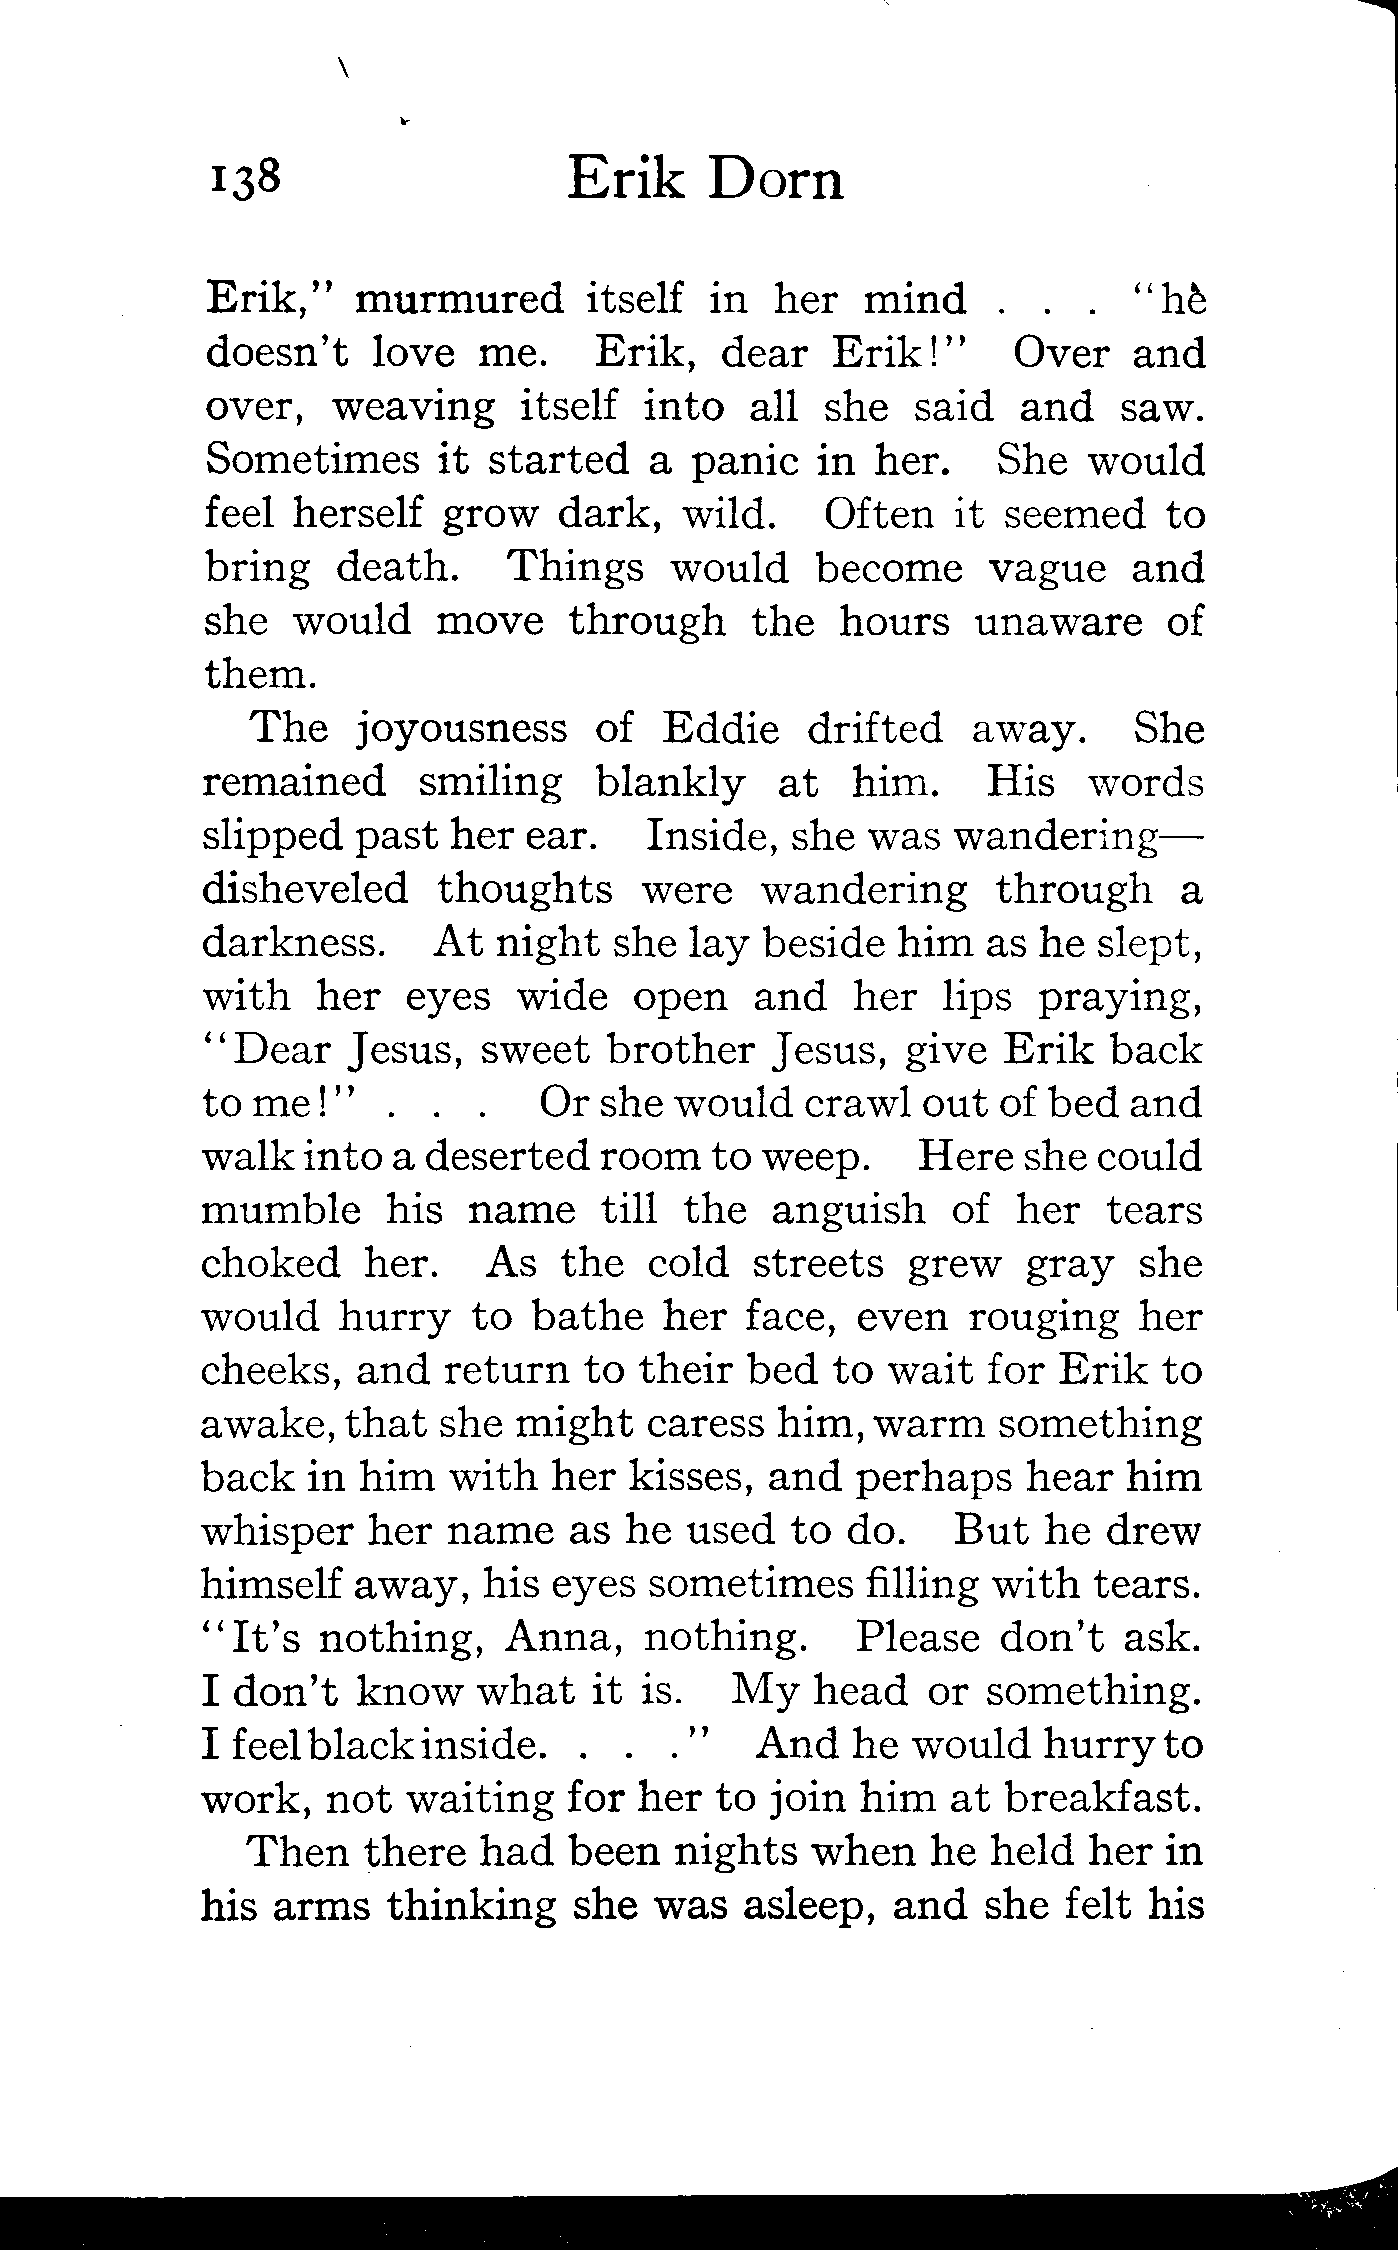 138 Erik Dorn
Erik," murmured itself in her mind . . . "he
doesn't love me. Erik, dear Erik!" Over and
over, weaving itself into all she said and saw.
Sometimes it started a panic in her. She would
feel herself grow dark, wild. Often it seemed to
bring death. Things would become vague and
she would move through the hours unaware of
them.
The joyousness of Eddie drifted away. She
remained smiling blankly at him. His words
slipped past her ear. Inside, she was wandering—
disheveled thoughts were wandering through a
darkness. At night she lay beside him as he slept,
with her eyes wide open and her lips praying,
"Dear Jesus, sweet brother Jesus, give Erik back
to me!" . . . Or she would crawl out of bed and
walk into a deserted room to weep. Here she could
mumble his name till the anguish of her tears
choked her. As the cold streets grew gray she
would hurry to bathe her face, even rouging her
cheeks, and return to their bed to wait for Erik to
awake, that she might caress him, warm something
back in him with her kisses, and perhaps hear him
whisper her name as he used to do. But he drew
himself away, his eyes sometimes filling with tears.
"It's nothing, Anna, nothing. Please don't ask.
I don't know what it is. My head or something.
I feel black inside. . . ." And he would hurry to
work, not waiting for her to join him at breakfast.
Then there had been nights when he held her in
his arms thinking she was asleep, and she felt his